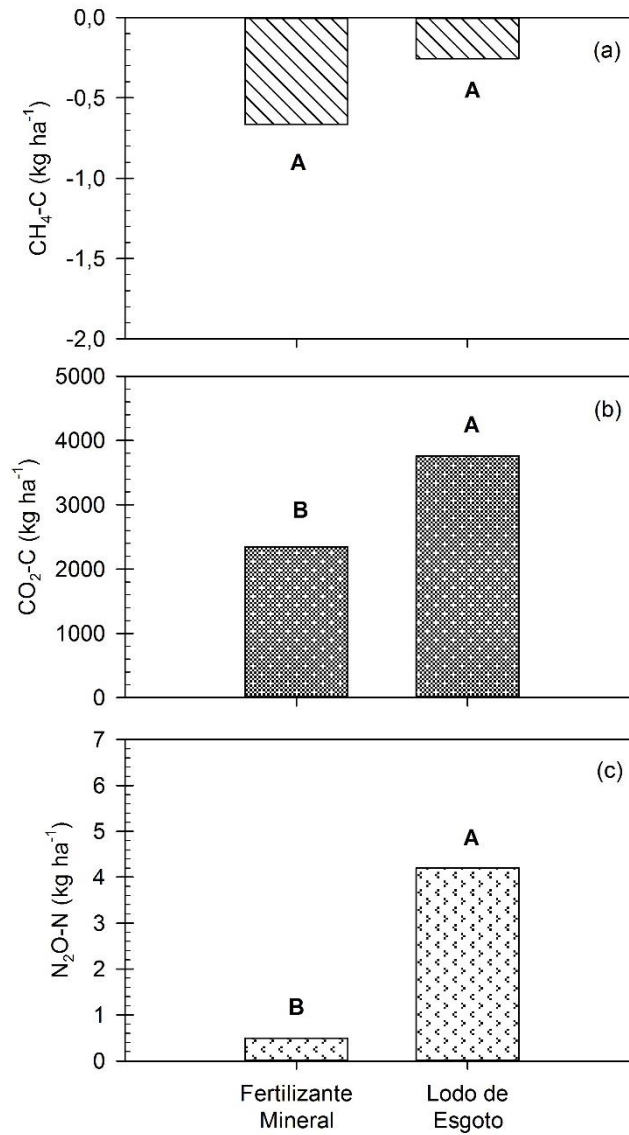 (a)
CH₄-C (kg ha⁻¹)
0,0
-0,5
-1,0
-1,5
-2,0
A
A
(b)
CO₂-C (kg ha⁻¹)
5000
4000
3000
2000
1000
0
B
A
(c)
N₂O-N (kg ha⁻¹)
7
6
5
4
3
2
1
0
B
A
Fertilizante
Mineral
Lodo de
Esgoto